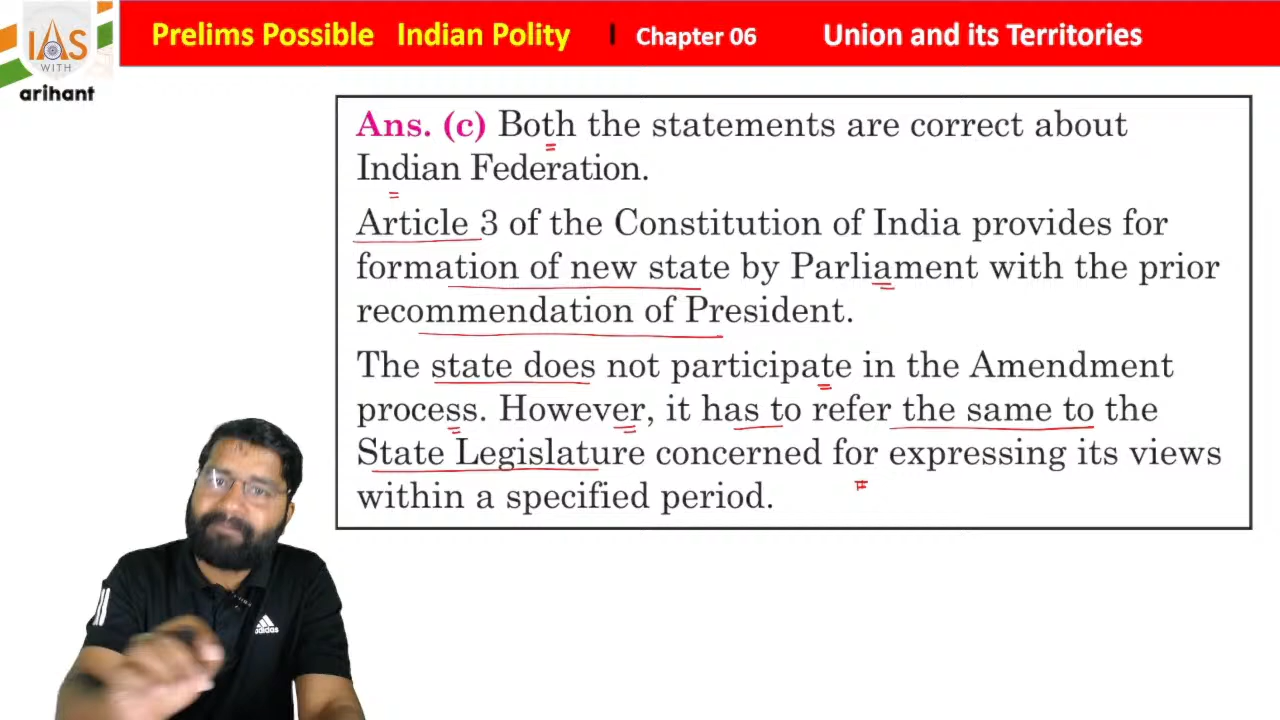 Prelims Possible Indian Polity | Chapter 06 Union and its Territories
IAS
WITH
arihant
Ans. (c) Both the statements are correct about
Indian Federation.
Article 3 of the Constitution of India provides for
formation of new state by Parliament with the prior
recommendation of President.
The state does not participate in the Amendment
process. However, it has to refer the same to the
State Legislature concerned for expressing its views
within a specified period.
adidas